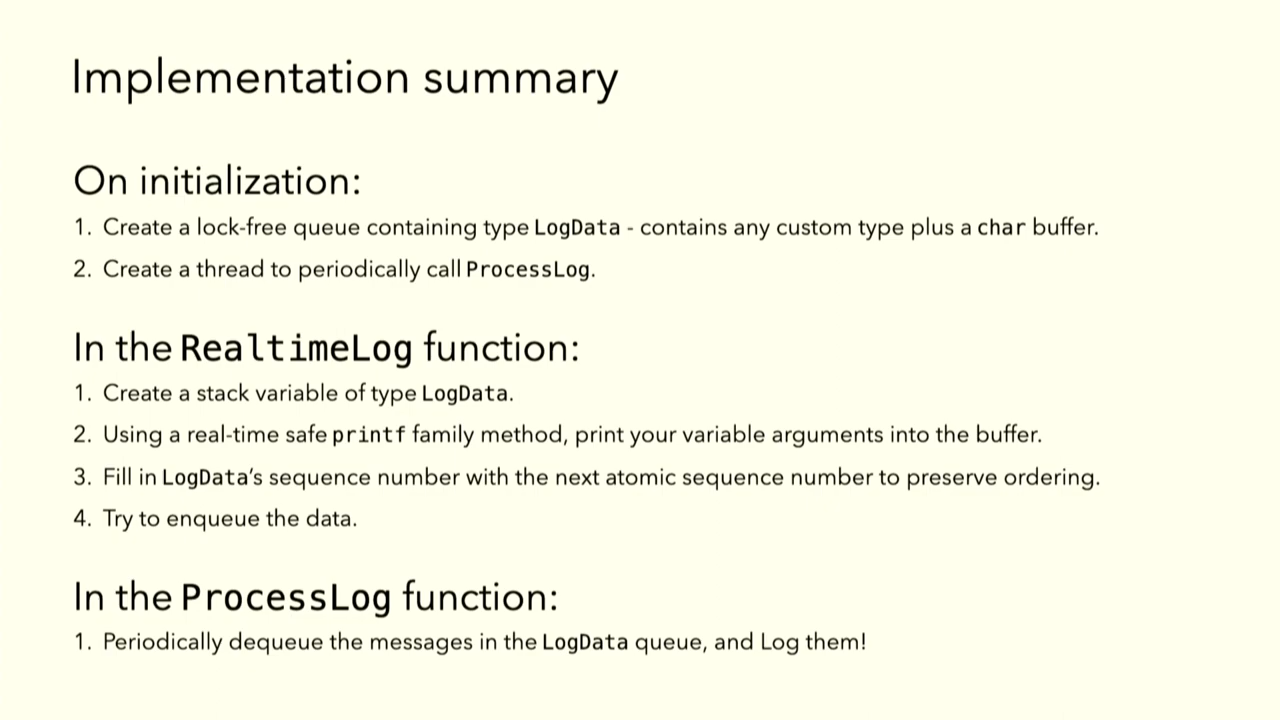 Implementation summary
On initialization:
1. Create a lock-free queue containing type LogData - contains any custom type plus a char buffer.
2. Create a thread to periodically call ProcessLog.
In the RealtimeLog function:
1. Create a stack variable of type LogData.
2. Using a real-time safe printf family method, print your variable arguments into the buffer.
3. Fill in LogData’s sequence number with the next atomic sequence number to preserve ordering.
4. Try to enqueue the data.
In the ProcessLog function:
1. Periodically dequeue the messages in the LogData queue, and Log them!